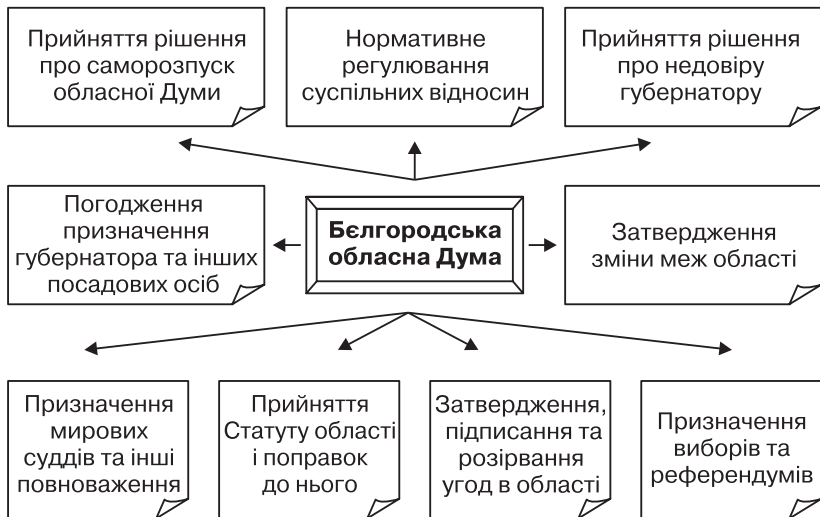 Прийняття рішення
про саморозпуск
обласної Думи
Нормативне
регулювання
суспільних відносин
Прийняття рішення
про недовіру
губернатору
Погодження
призначення
губернатора та інших
посадових осіб
Бєлгородська
обласна Дума
Затвердження
зміни меж області
Призначення
мирових
суддів та інші
повноваження
Прийняття
Статуту області
і поправок
до нього
Затвердження,
підписання та
розірвання
угод в області
Призначення
виборів та
референдумів